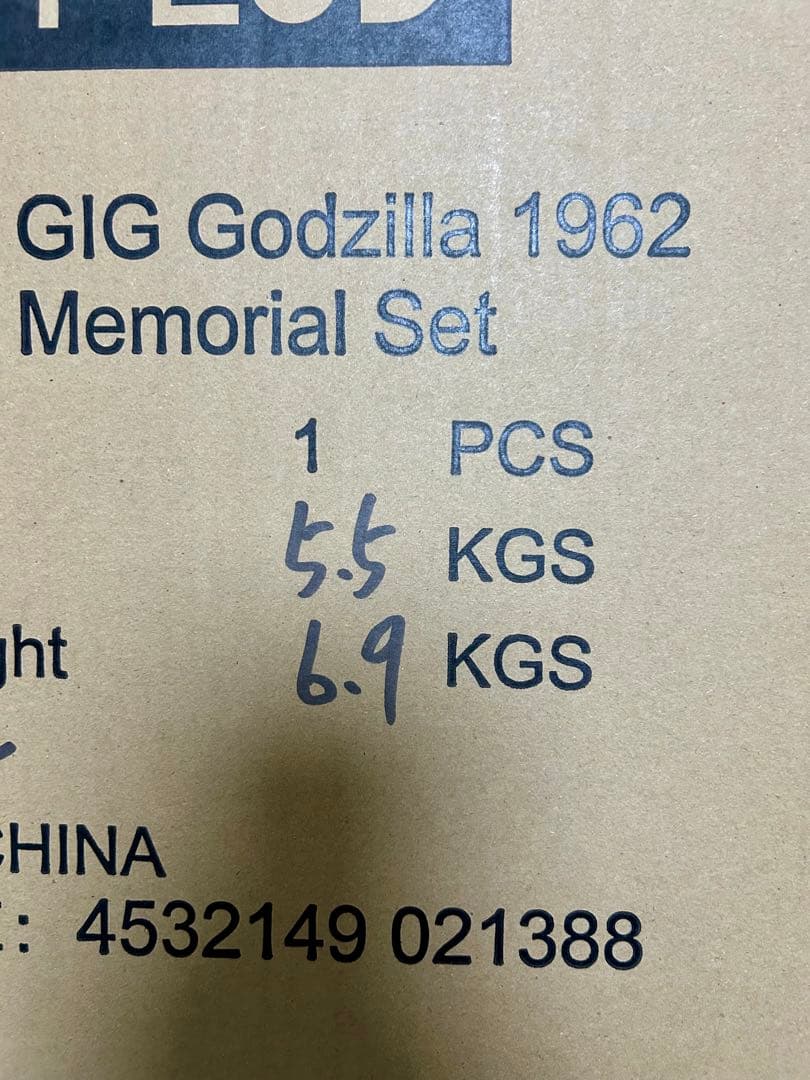 GIG Godzilla 1962
Memorial Set
1 PCS
5.5 KGS
ght 6.9 KGS
CHINA
: 4532149 021388